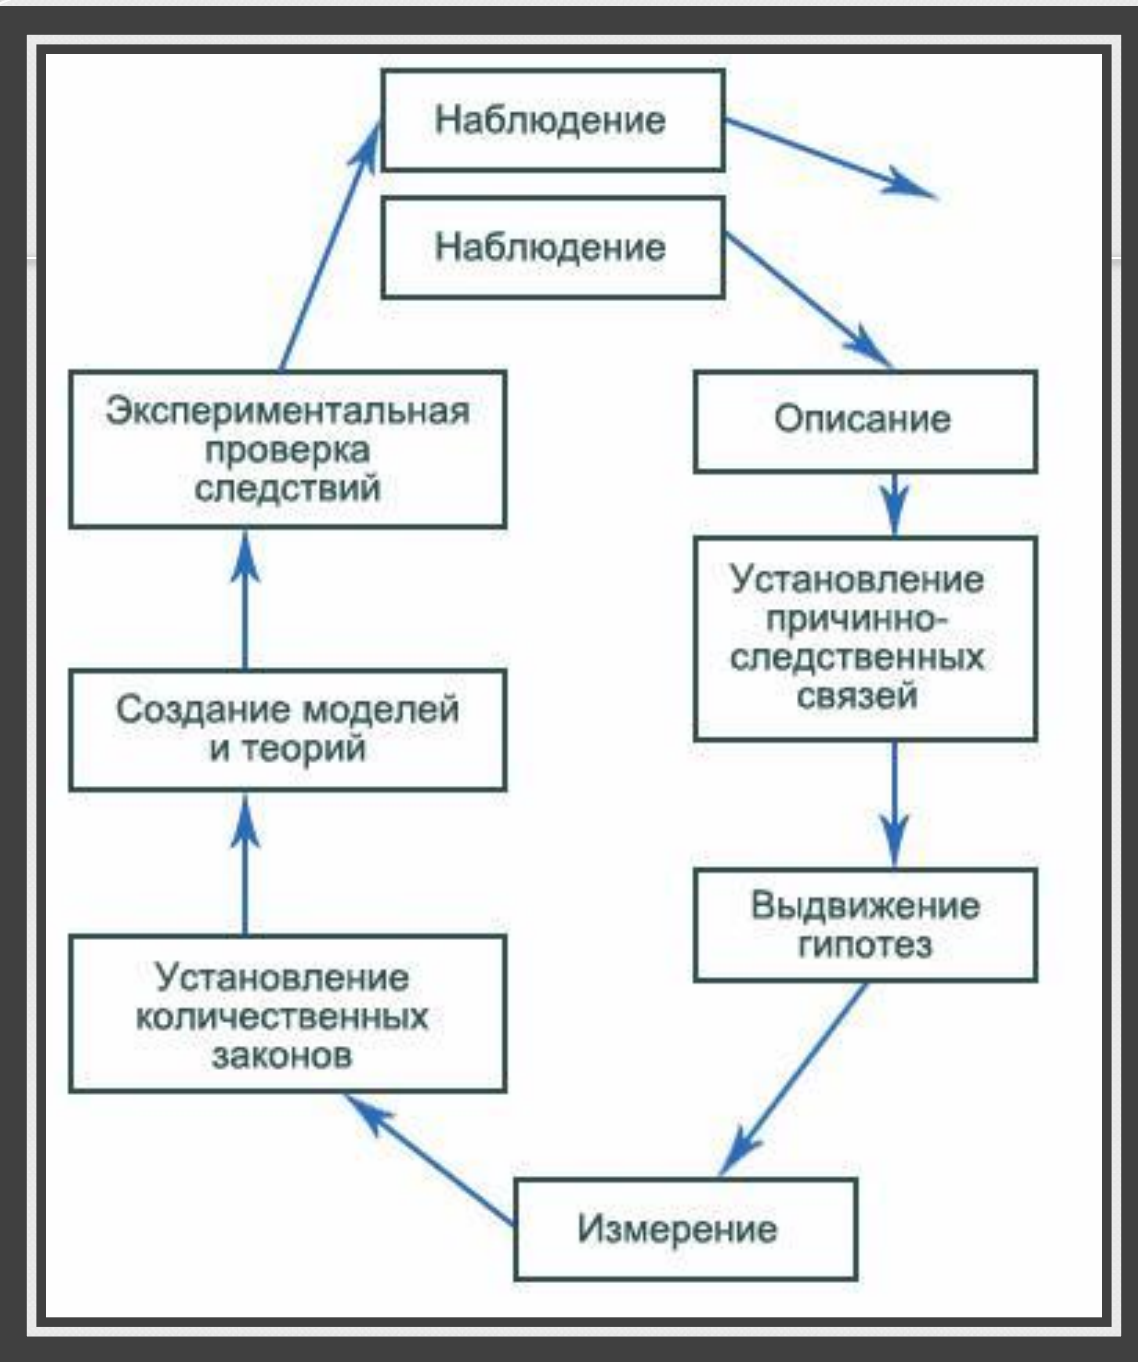 Наблюдение
Наблюдение
Описание
Установление
причинно-
следственных
связей
Выдвижение
гипотез
Измерение
Установление
количественных
законов
Создание моделей
и теорий
Экспериментальная
проверка
следствий